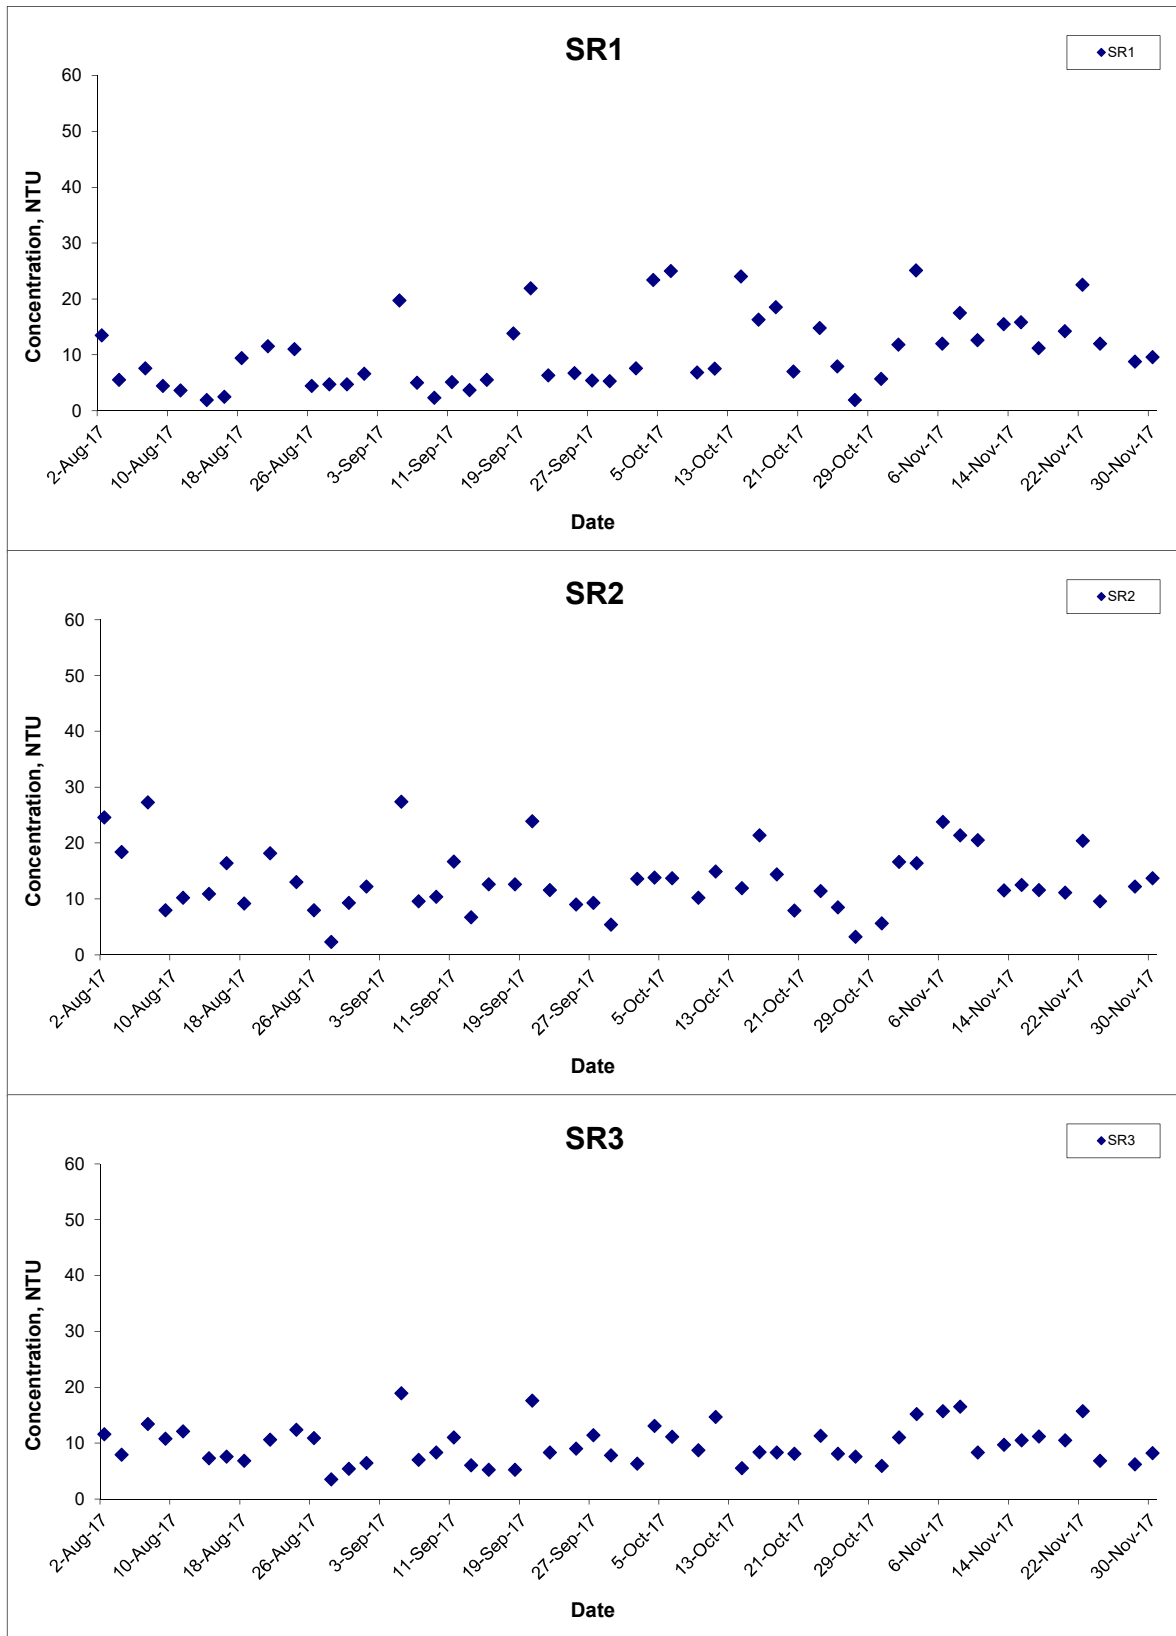 SR1
SR1
60
50
40
30
20
10
0
Concentration, NTU
2-Aug-17
10-Aug-17
18-Aug-17
26-Aug-17
3-Sep-17
11-Sep-17
19-Sep-17
27-Sep-17
5-Oct-17
13-Oct-17
21-Oct-17
29-Oct-17
6-Nov-17
14-Nov-17
22-Nov-17
30-Nov-17
Date
SR2
SR2
60
50
40
30
20
10
0
Concentration, NTU
2-Aug-17
10-Aug-17
18-Aug-17
26-Aug-17
3-Sep-17
11-Sep-17
19-Sep-17
27-Sep-17
5-Oct-17
13-Oct-17
21-Oct-17
29-Oct-17
6-Nov-17
14-Nov-17
22-Nov-17
30-Nov-17
Date
SR3
SR3
60
50
40
30
20
10
0
Concentration, NTU
2-Aug-17
10-Aug-17
18-Aug-17
26-Aug-17
3-Sep-17
11-Sep-17
19-Sep-17
27-Sep-17
5-Oct-17
13-Oct-17
21-Oct-17
29-Oct-17
6-Nov-17
14-Nov-17
22-Nov-17
30-Nov-17
Date